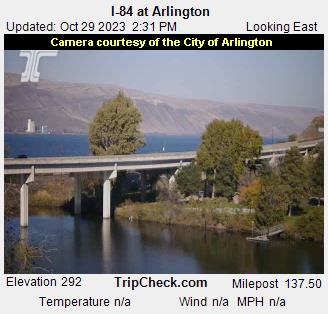 I-84 at Arlington
Updated: Oct 29 2023 2:31 PM Looking East
Camera courtesy of the City of Arlington
Elevation 292 TripCheck.com Milepost 137.50
Temperature n/a Wind n/a MPH n/a